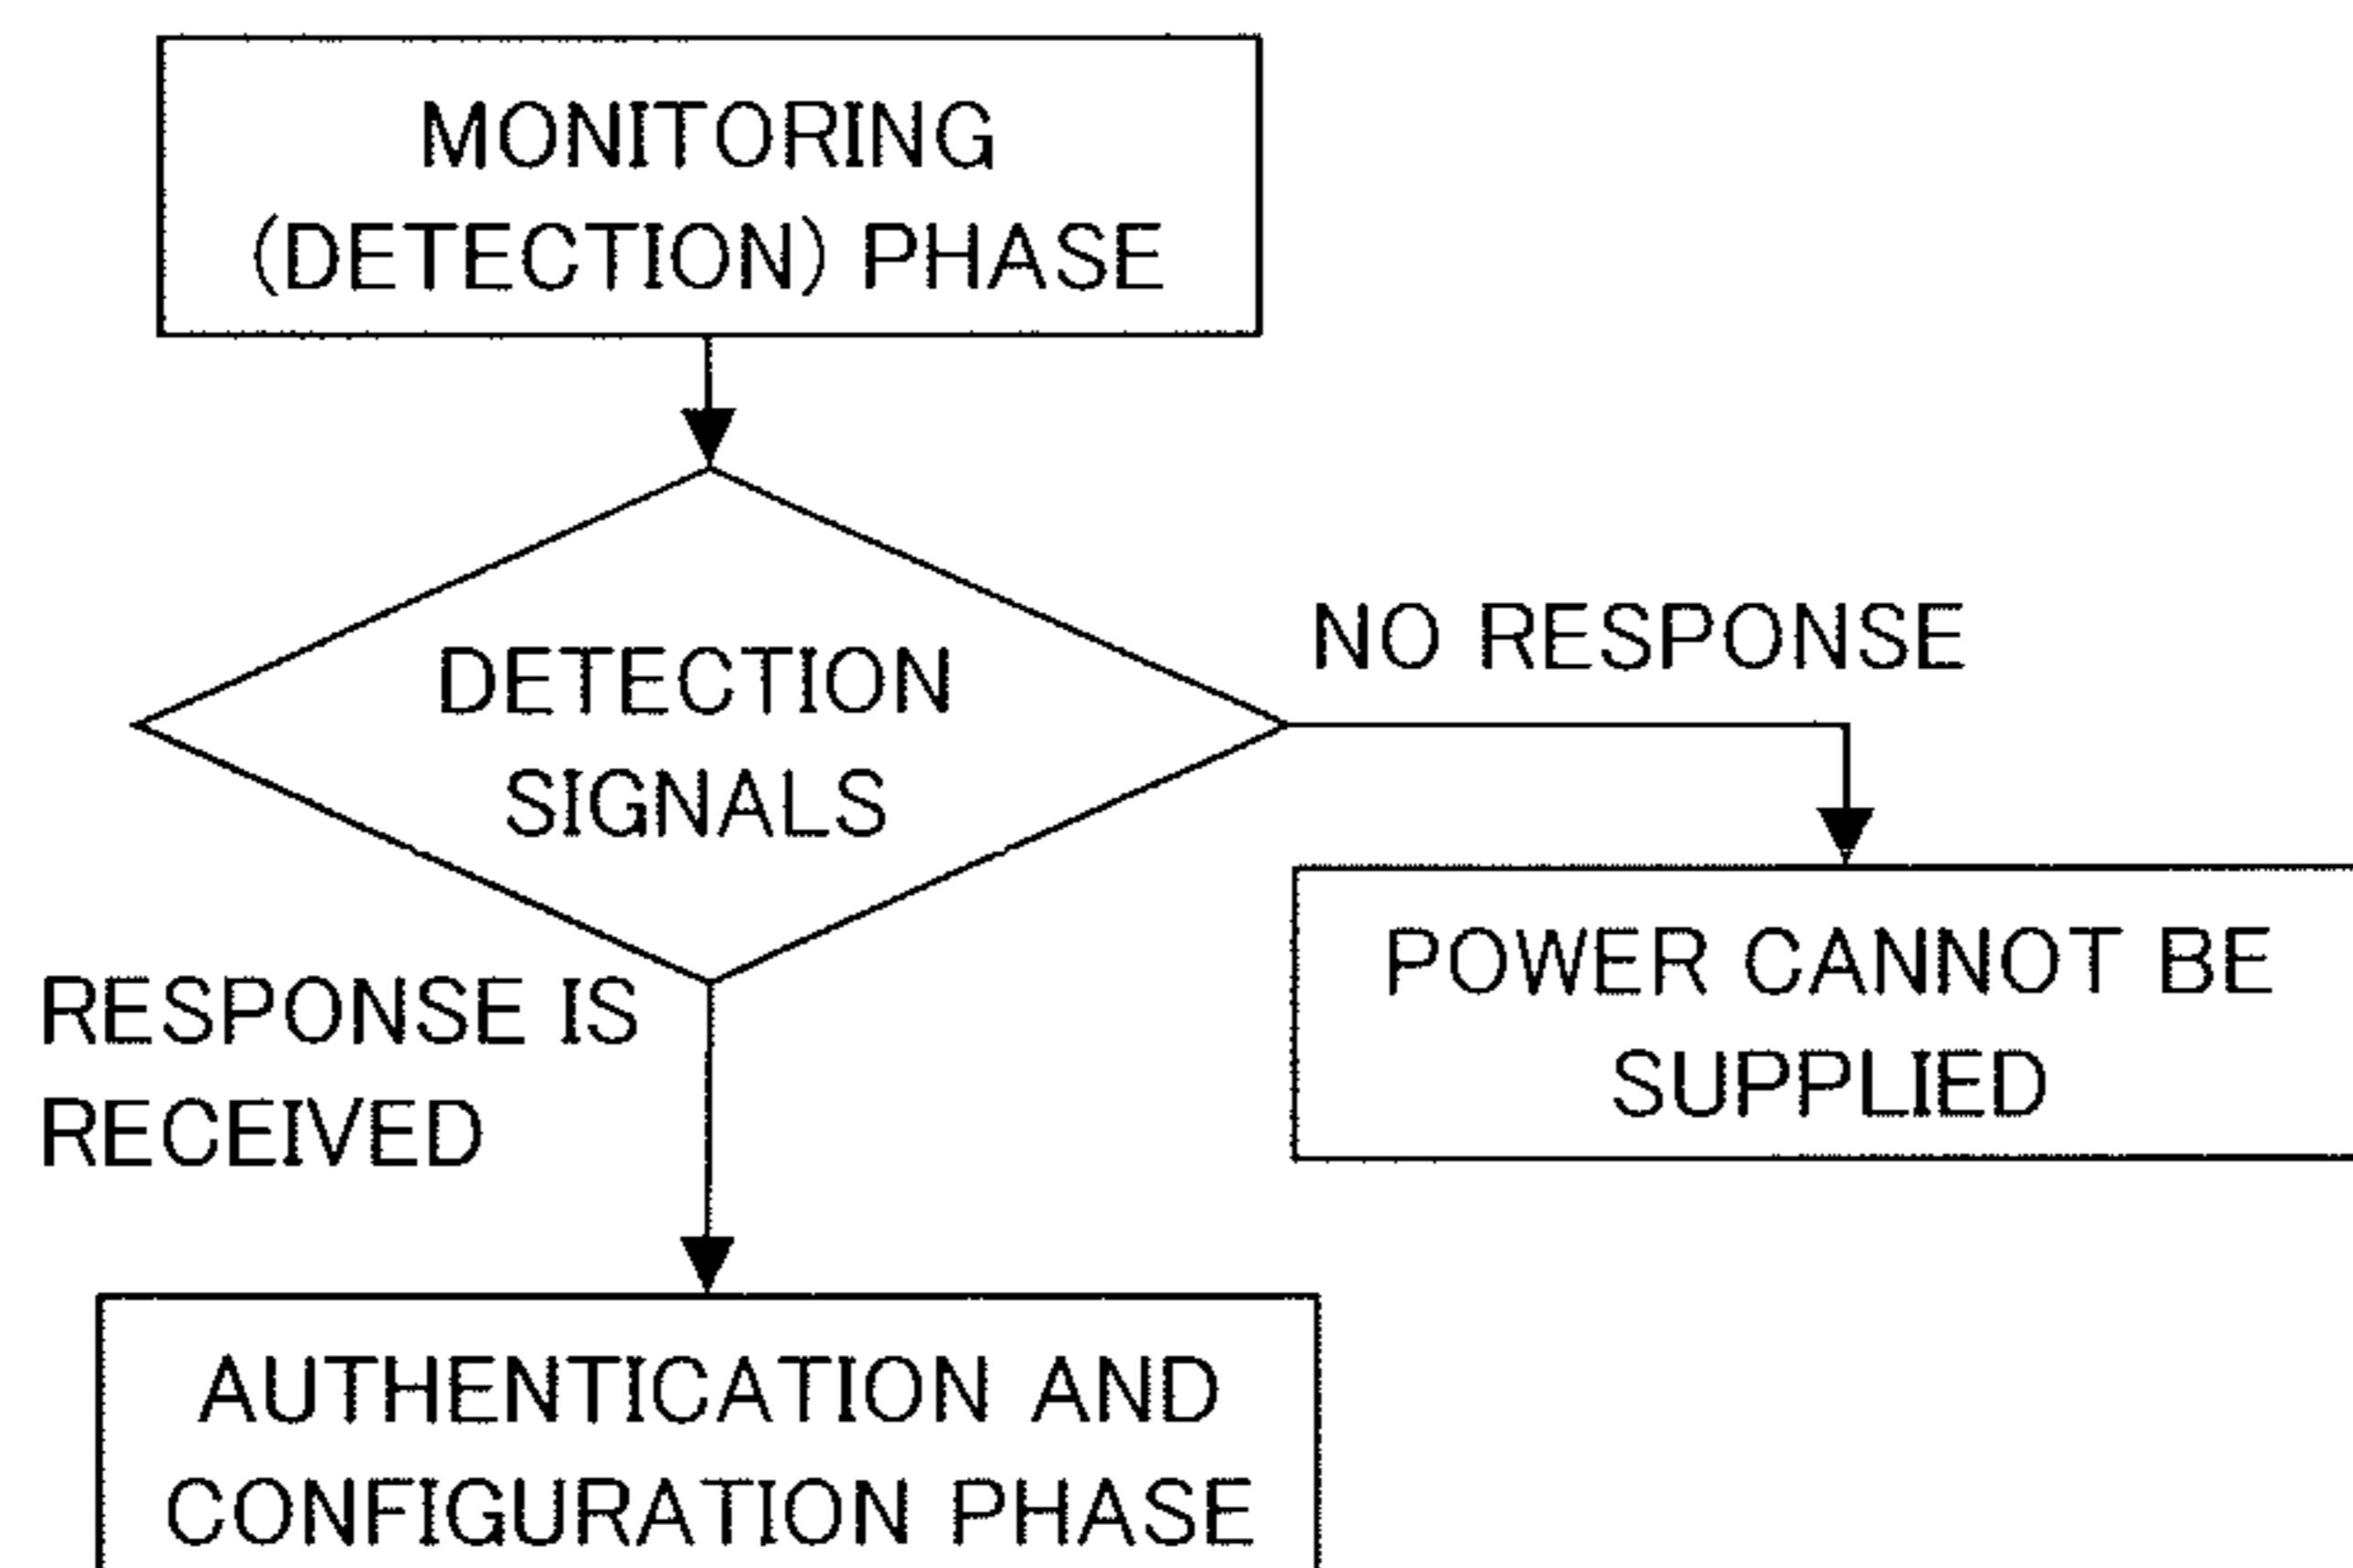 MONITORING
(DETECTION) PHASE
DETECTION
SIGNALS
NO RESPONSE
POWER CANNOT BE
SUPPLIED
RESPONSE IS
RECEIVED
AUTHENTICATION AND
CONFIGURATION PHASE